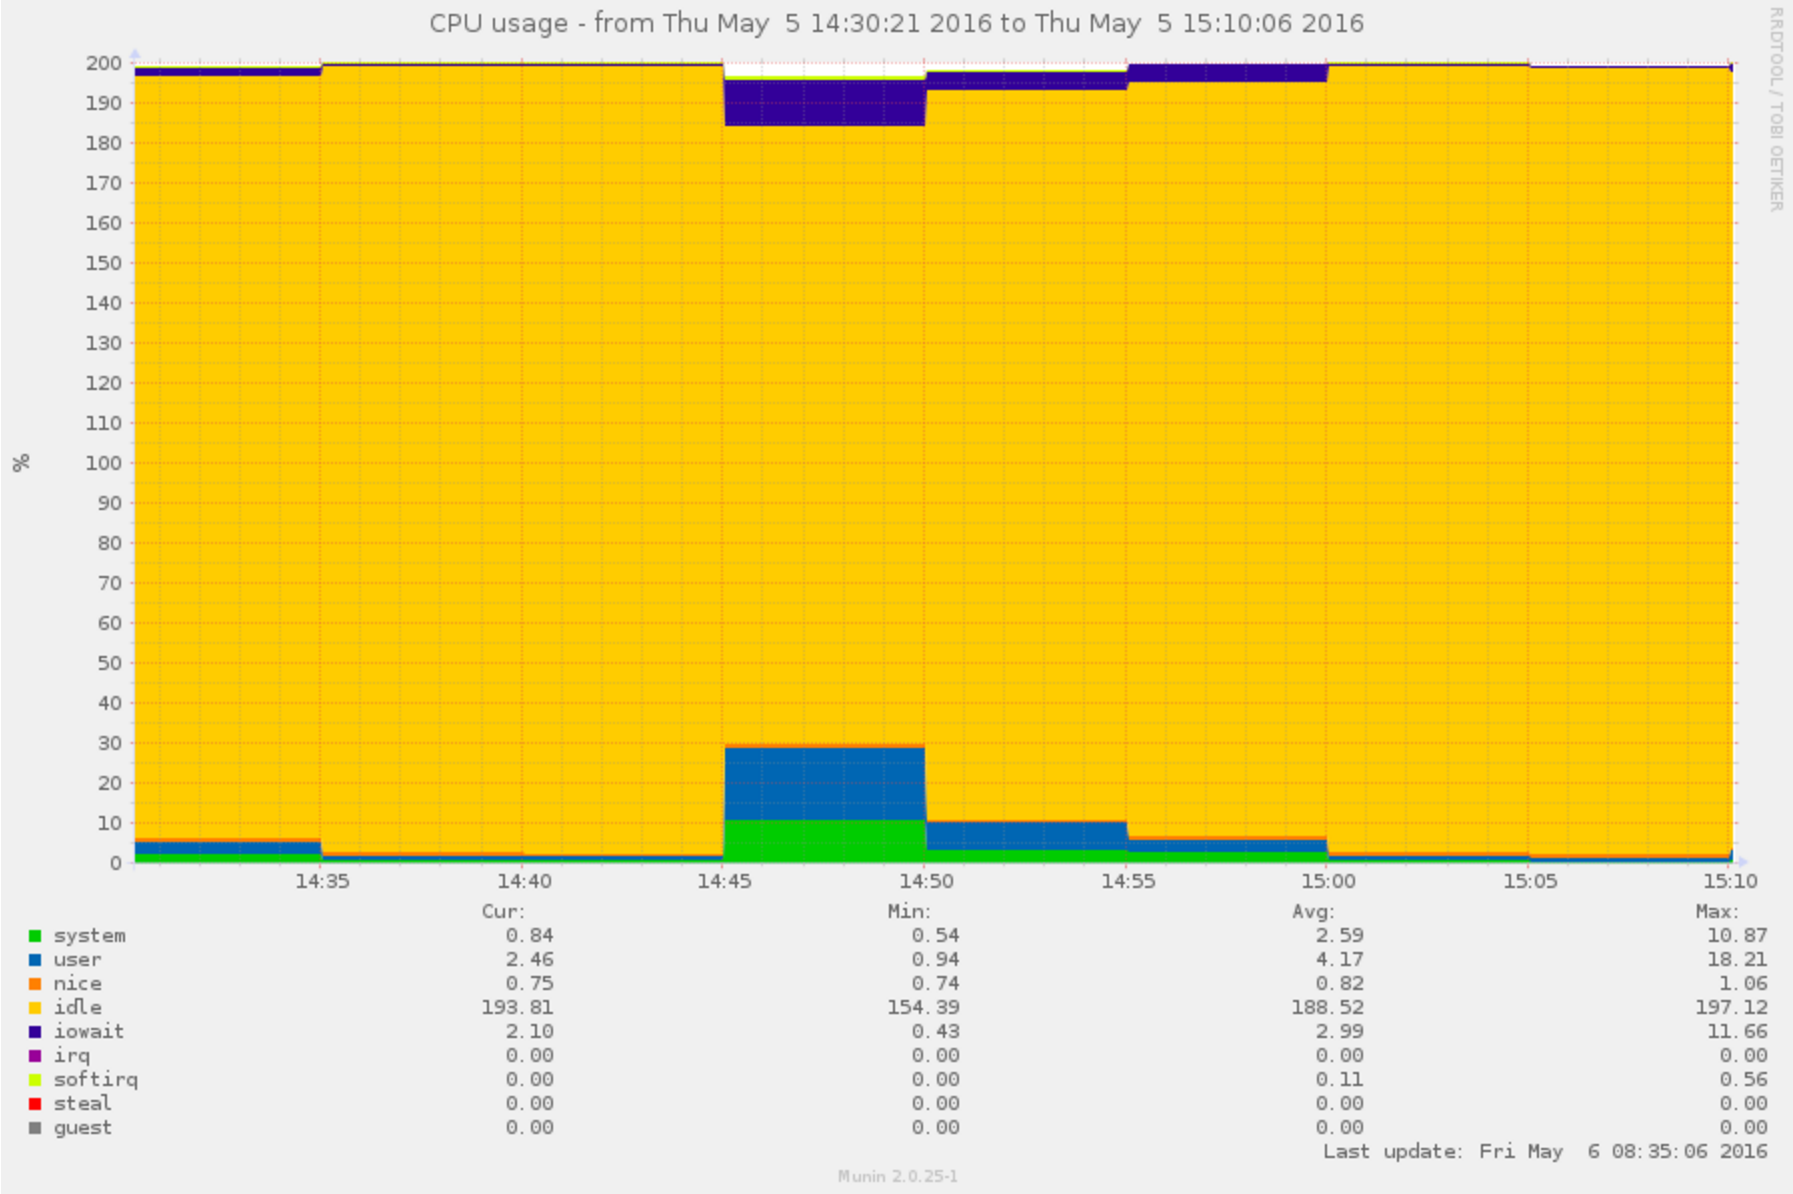 CPU usage - from Thu May  5 14:30:21 2016 to Thu May  5 15:10:06 2016
RRDTOOL / TOBI OETIKER
200
190
180
170
160
150
140
130
120
110
100
90
80
70
60
50
40
30
20
10
0
%
14:35 14:40 14:45 14:50 14:55 15:00 15:05 15:10
Cur: Min: Avg: Max:
system 0.84 0.54 2.59 10.87
user 2.46 0.94 4.17 18.21
nice 0.75 0.74 0.82 1.06
idle 193.81 154.39 188.52 197.12
iowait 2.10 0.43 2.99 11.66
irq 0.00 0.00 0.00 0.00
softirq 0.00 0.00 0.11 0.56
steal 0.00 0.00 0.00 0.00
guest 0.00 0.00 0.00 0.00
Last update: Fri May  6 08:35:06 2016
Munin 2.0.25-1